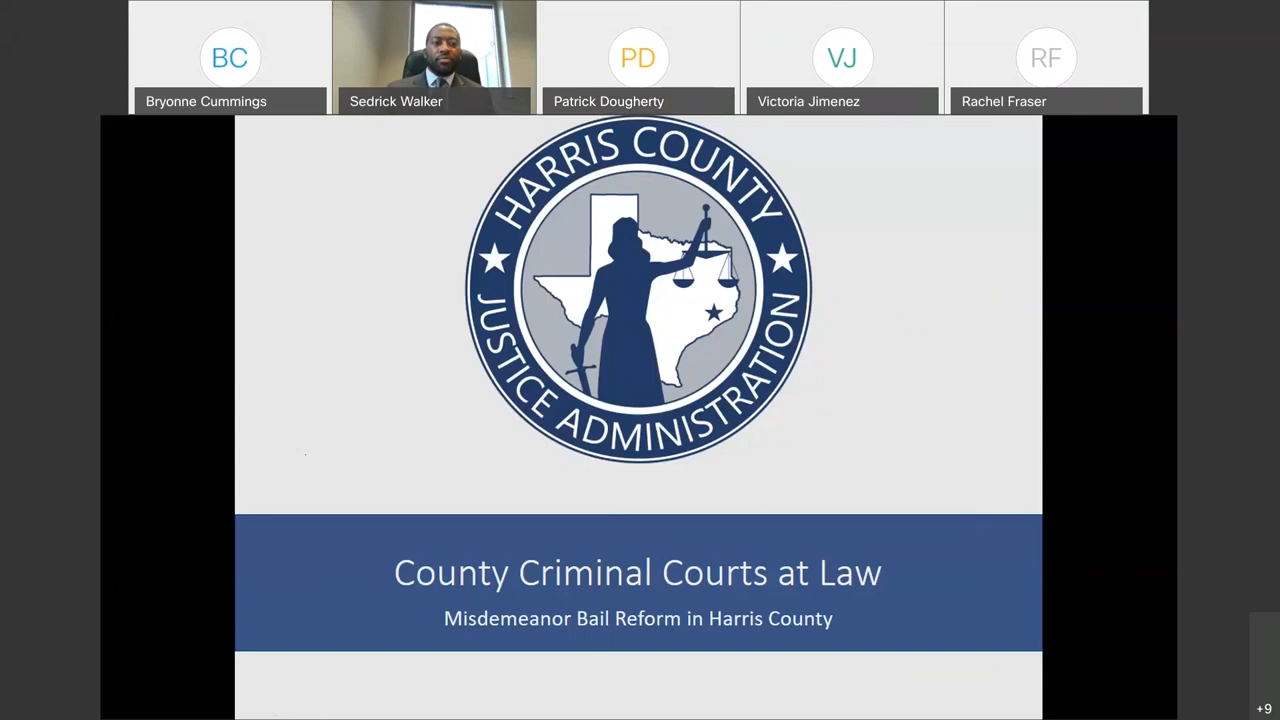 BC
PD
VJ
RF
Bryonne Cummings
Sedrick Walker
Patrick Dougherty
Victoria Jimenez
Rachel Fraser
HARRIS COUNTY
JUSTICE ADMINISTRATION
County Criminal Courts at Law
Misdemeanor Bail Reform in Harris County
+9